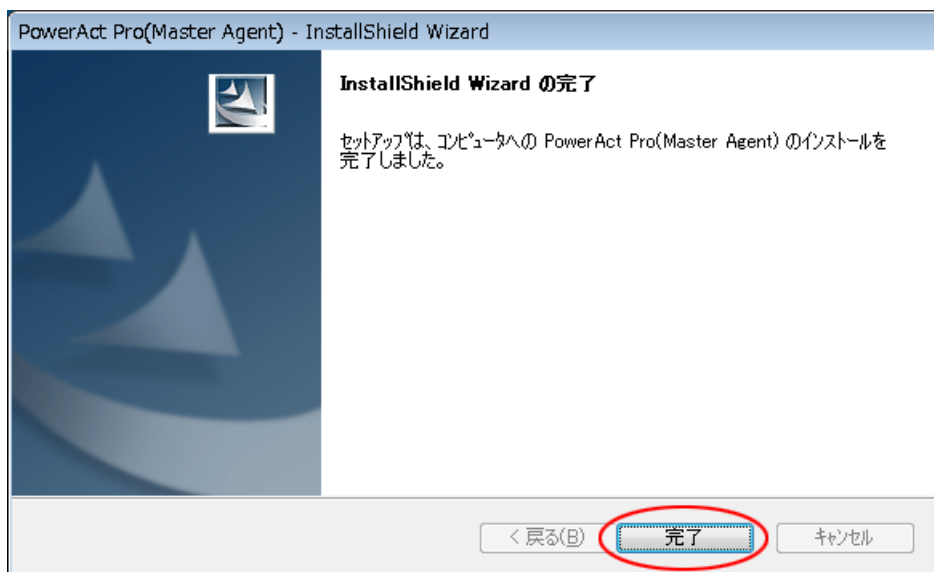 PowerAct Pro(Master Agent) - InstallShield Wizard
InstallShield Wizard の完了
セットアップは、コンピュータへの PowerAct Pro(Master Agent) のインストールを
完了しました。
< 戻る(B)
完了
キャンセル